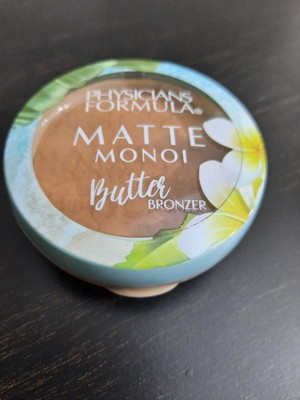 PHYSICIANS
FORMULA®
MATTE
MONOI
Butter
BRONZER